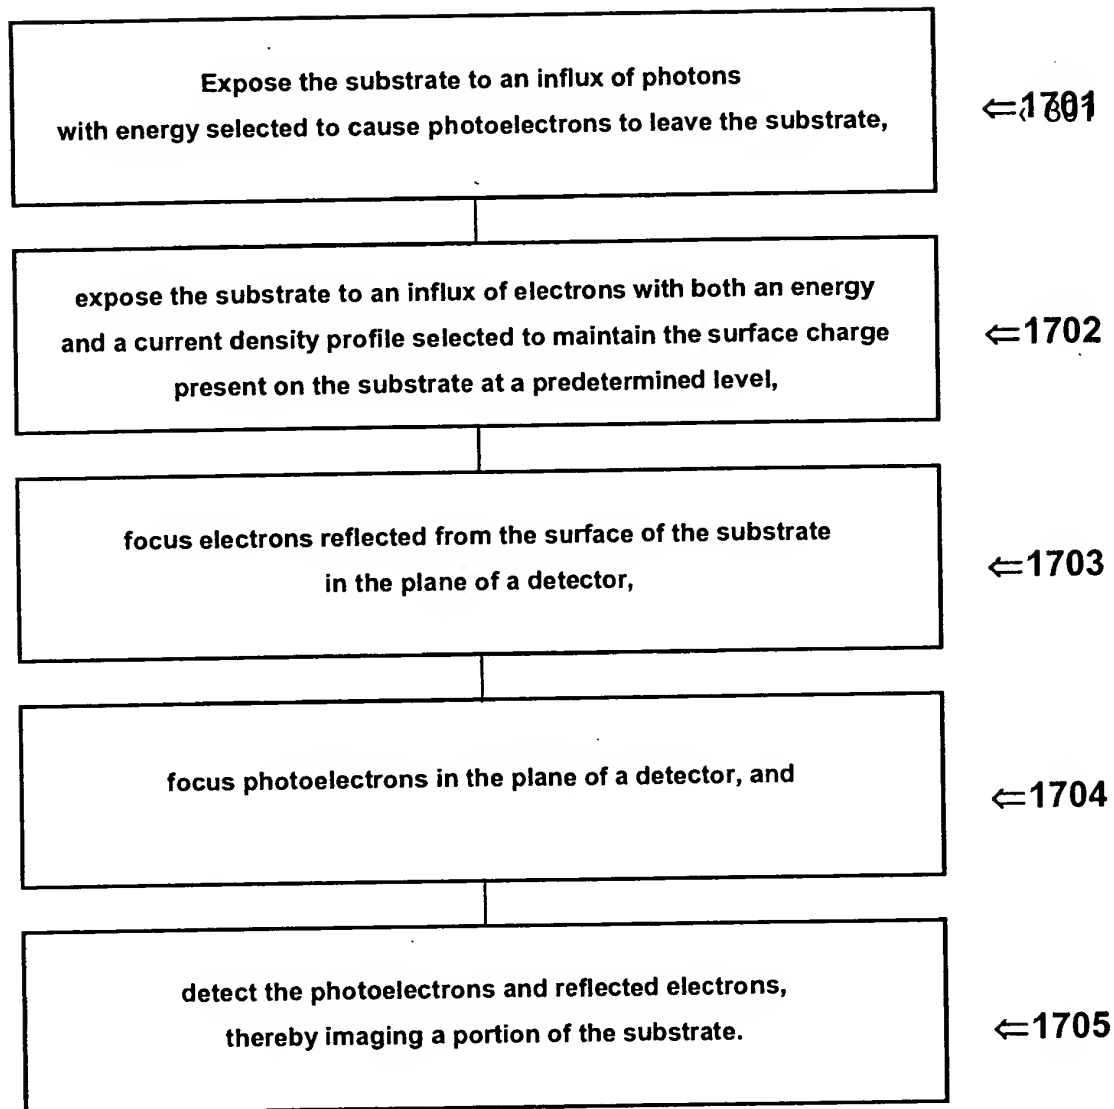 Expose the substrate to an influx of photons
with energy selected to cause photoelectrons to leave the substrate,
⇐1701
expose the substrate to an influx of electrons with both an energy
and a current density profile selected to maintain the surface charge
present on the substrate at a predetermined level,
⇐1702
focus electrons reflected from the surface of the substrate
in the plane of a detector,
⇐1703
focus photoelectrons in the plane of a detector, and
⇐1704
detect the photoelectrons and reflected electrons,
thereby imaging a portion of the substrate.
⇐1705